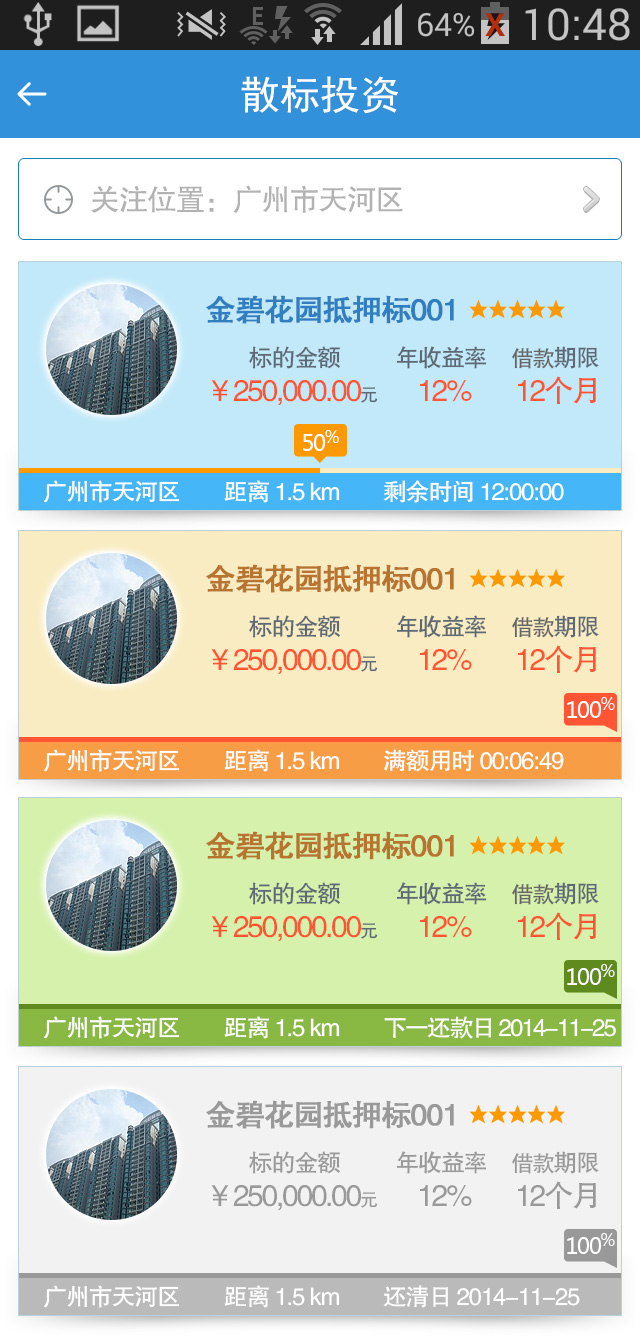 E 64% 10:48
散标投资
关注位置：广州市天河区
金碧花园抵押标001
标的金额 年收益率 借款期限
￥250,000.00元 12% 12个月
50%
广州市天河区 距离 1.5 km 剩余时间 12:00:00
金碧花园抵押标001
标的金额 年收益率 借款期限
￥250,000.00元 12% 12个月
100%
广州市天河区 距离 1.5 km 满额用时 00:06:49
金碧花园抵押标001
标的金额 年收益率 借款期限
￥250,000.00元 12% 12个月
100%
广州市天河区 距离 1.5 km 下一还款日 2014-11-25
金碧花园抵押标001
标的金额 年收益率 借款期限
￥250,000.00元 12% 12个月
100%
广州市天河区 距离 1.5 km 还清日 2014-11-25